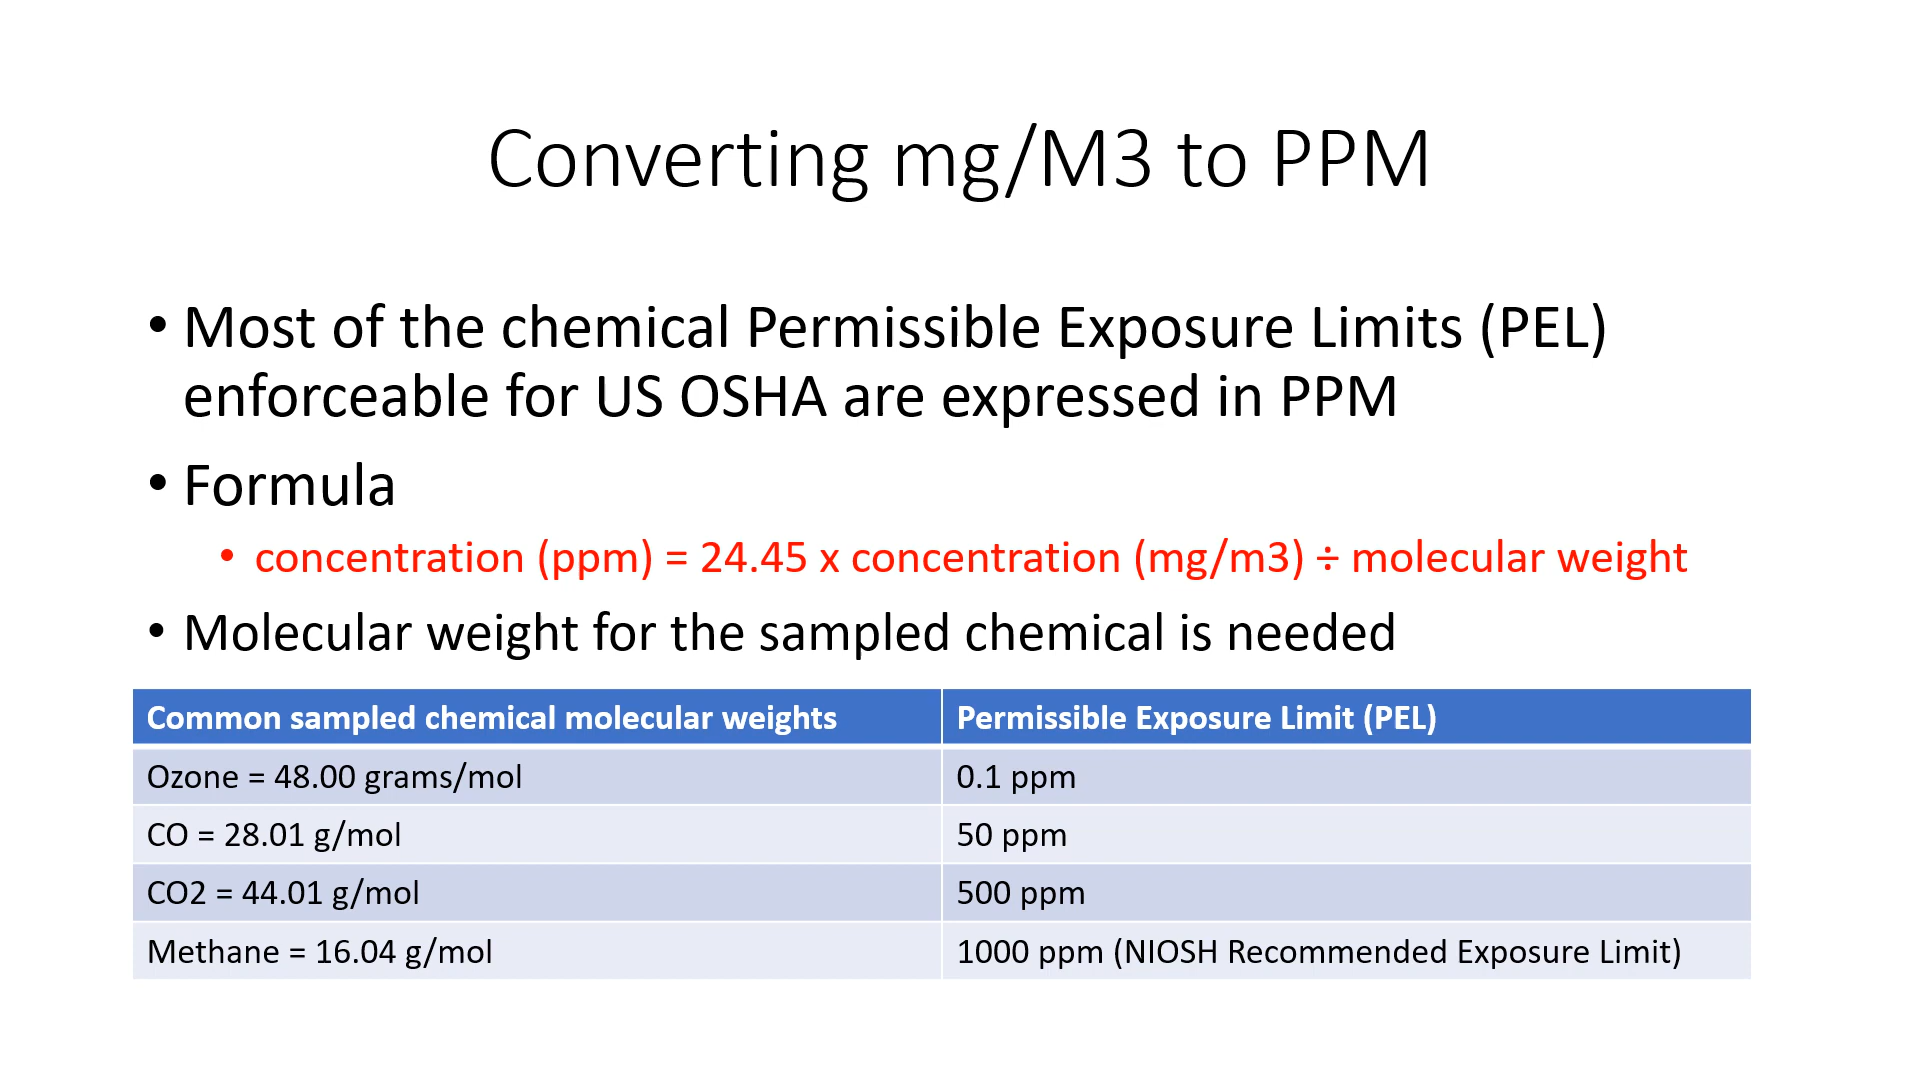 Converting mg/M3 to PPM
• Most of the chemical Permissible Exposure Limits (PEL)
enforceable for US OSHA are expressed in PPM
• Formula
• concentration (ppm) = 24.45 x concentration (mg/m3) ÷ molecular weight
• Molecular weight for the sampled chemical is needed
Common sampled chemical molecular weights Permissible Exposure Limit (PEL)
Ozone = 48.00 grams/mol 0.1 ppm
CO = 28.01 g/mol 50 ppm
CO2 = 44.01 g/mol 500 ppm
Methane = 16.04 g/mol 1000 ppm (NIOSH Recommended Exposure Limit)